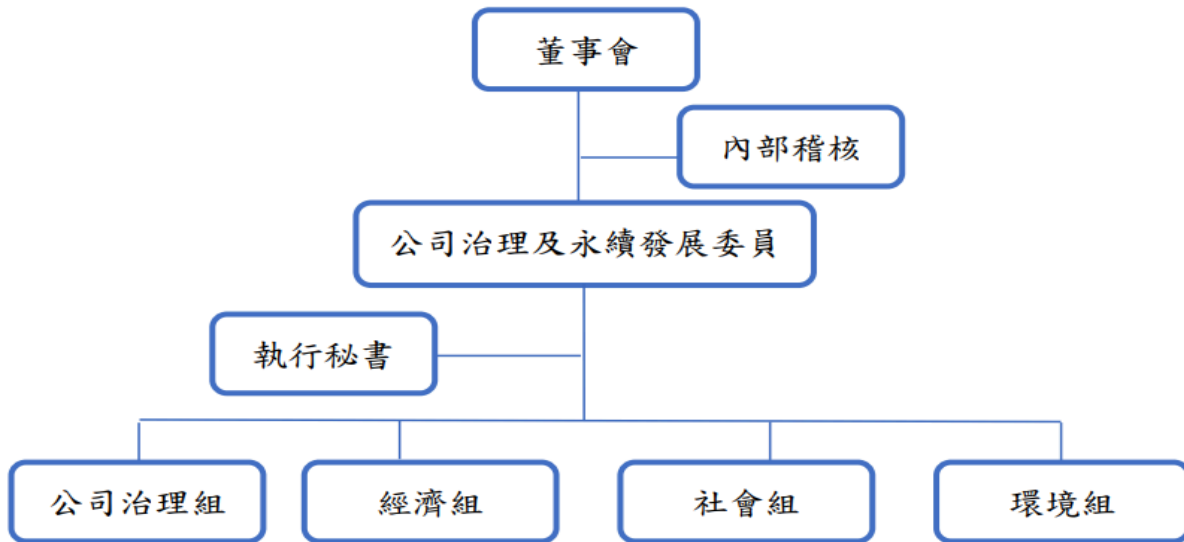 董事會
內部稽核
公司治理及永續發展委員
執行秘書
公司治理組
經濟組
社會組
環境組